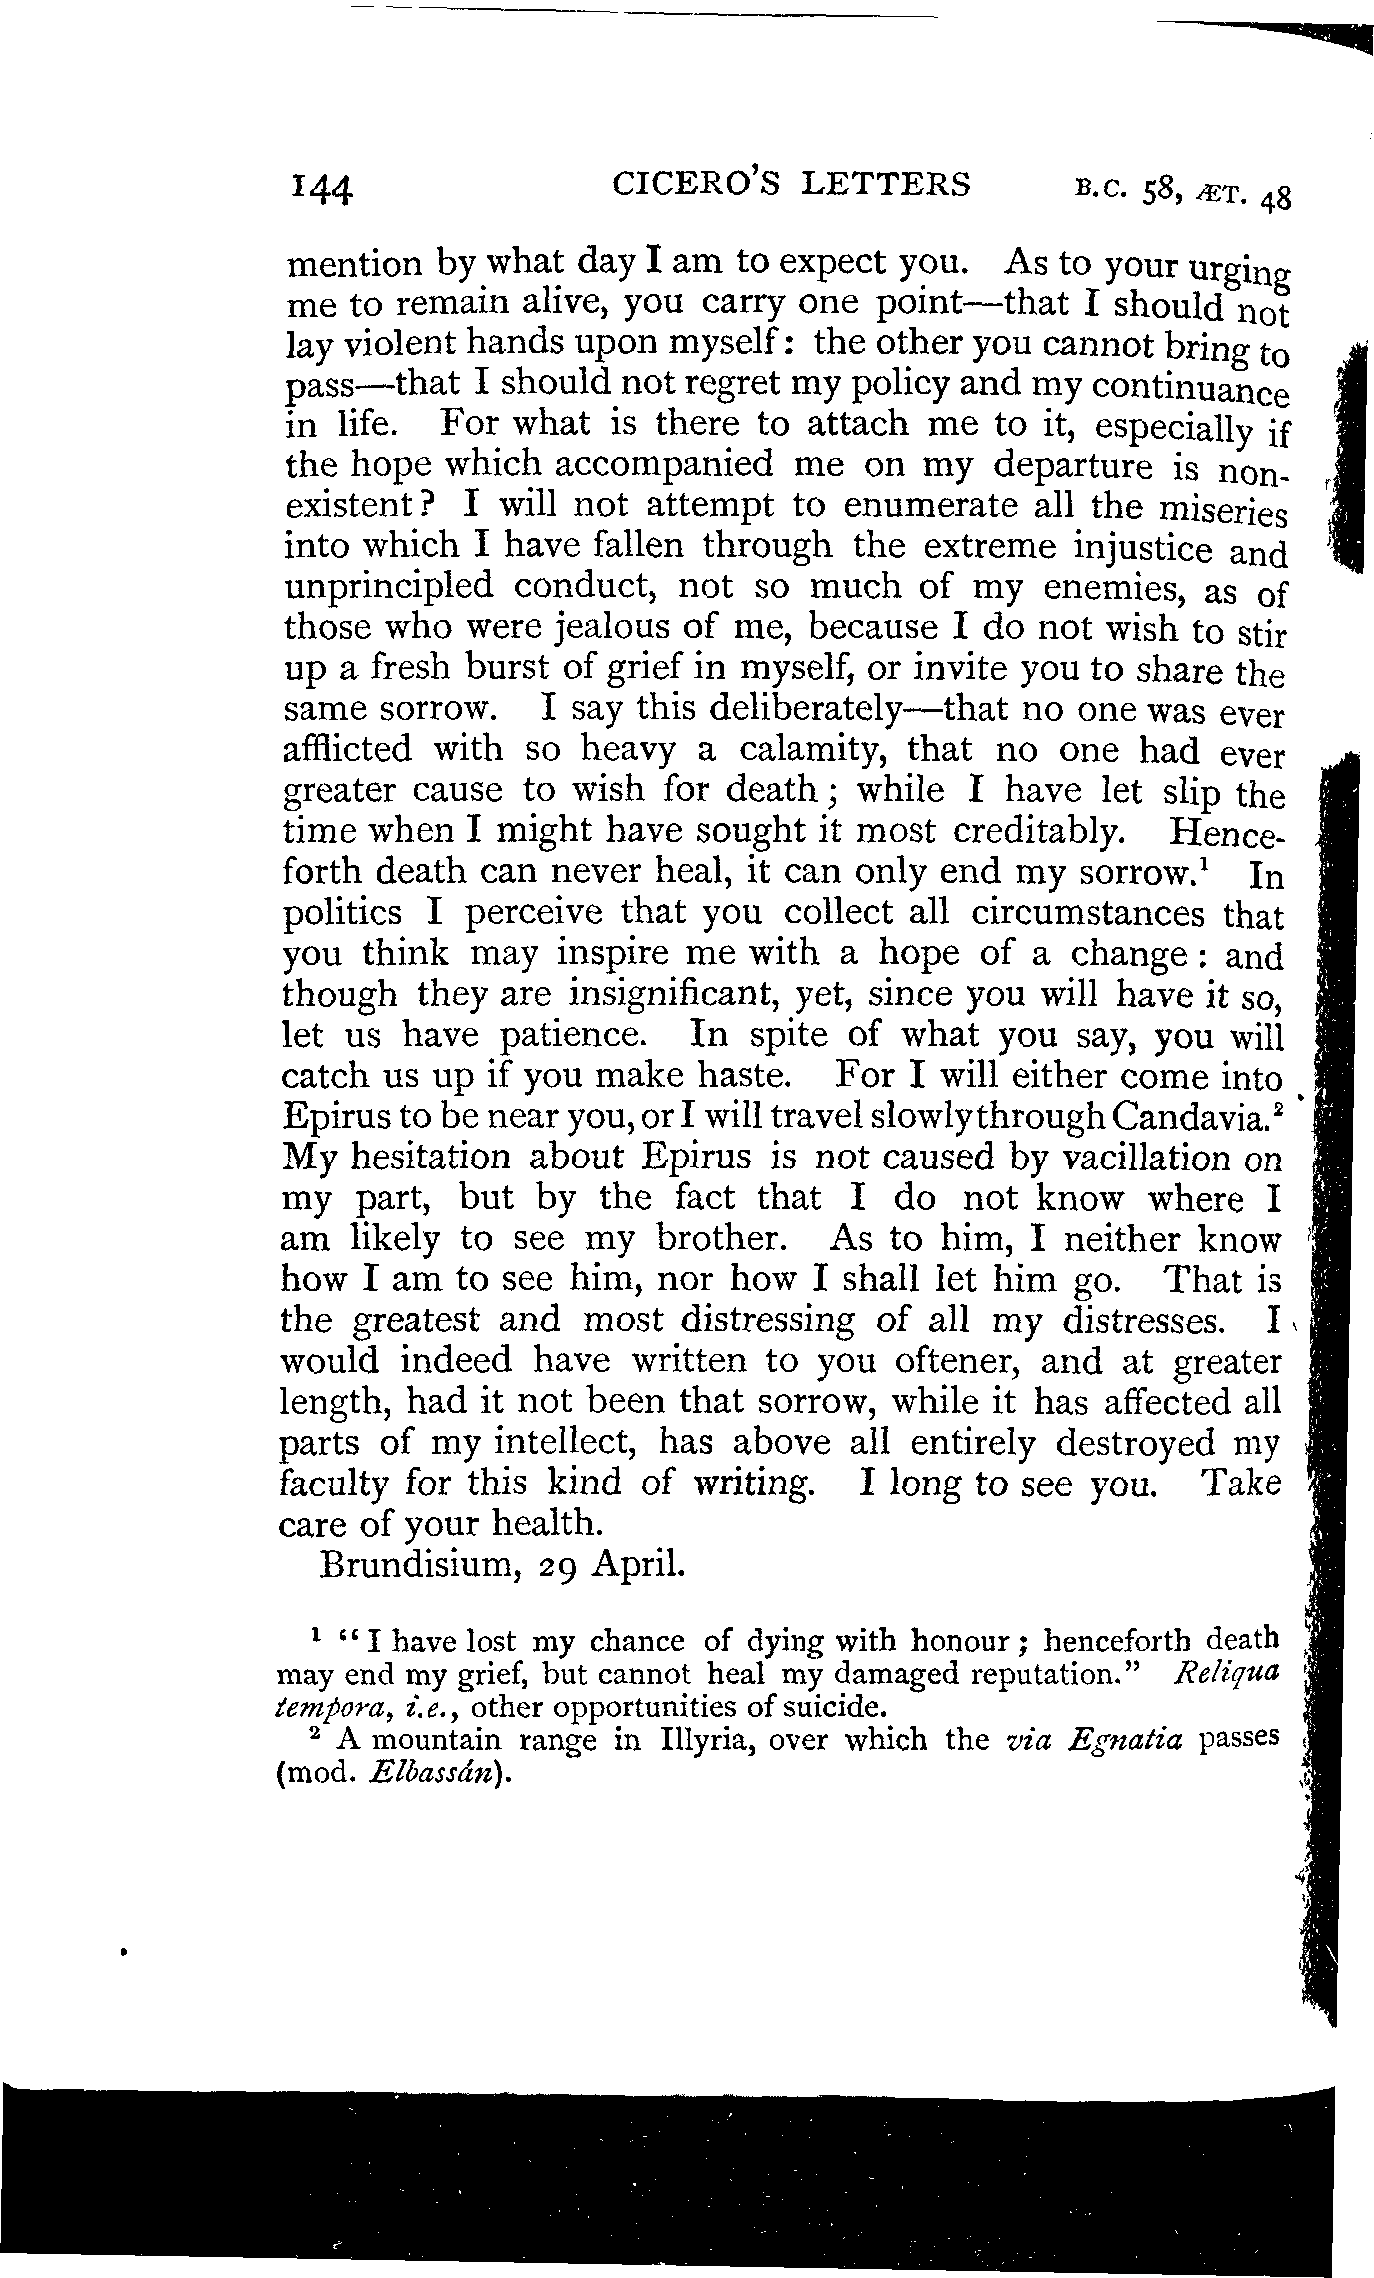 144 CICERO'S LETTERS B.C. 58, ÆT. 48
mention by what day I am to expect you. As to your urging
me to remain alive, you carry one point—that I should not
lay violent hands upon myself: the other you cannot bring to
pass—that I should not regret my policy and my continuance
in life. For what is there to attach me to it, especially if
the hope which accompanied me on my departure is non-
existent? I will not attempt to enumerate all the miseries
into which I have fallen through the extreme injustice and
unprincipled conduct, not so much of my enemies, as of
those who were jealous of me, because I do not wish to stir
up a fresh burst of grief in myself, or invite you to share the
same sorrow. I say this deliberately—that no one was ever
afflicted with so heavy a calamity, that no one had ever
greater cause to wish for death; while I have let slip the
time when I might have sought it most creditably. Hence-
forth death can never heal, it can only end my sorrow.¹ In
politics I perceive that you collect all circumstances that
you think may inspire me with a hope of a change: and
though they are insignificant, yet, since you will have it so,
let us have patience. In spite of what you say, you will
catch us up if you make haste. For I will either come into
Epirus to be near you, or I will travel slowly through Candavia.²
My hesitation about Epirus is not caused by vacillation on
my part, but by the fact that I do not know where I
am likely to see my brother. As to him, I neither know
how I am to see him, nor how I shall let him go. That is
the greatest and most distressing of all my distresses. I
would indeed have written to you oftener, and at greater
length, had it not been that sorrow, while it has affected all
parts of my intellect, has above all entirely destroyed my
faculty for this kind of writing. I long to see you. Take
care of your health.
Brundisium, 29 April.
¹ "I have lost my chance of dying with honour; henceforth death
may end my grief, but cannot heal my damaged reputation." Reliqua
tempora, i.e., other opportunities of suicide.
² A mountain range in Illyria, over which the via Egnatia passes
(mod. Elbassán).